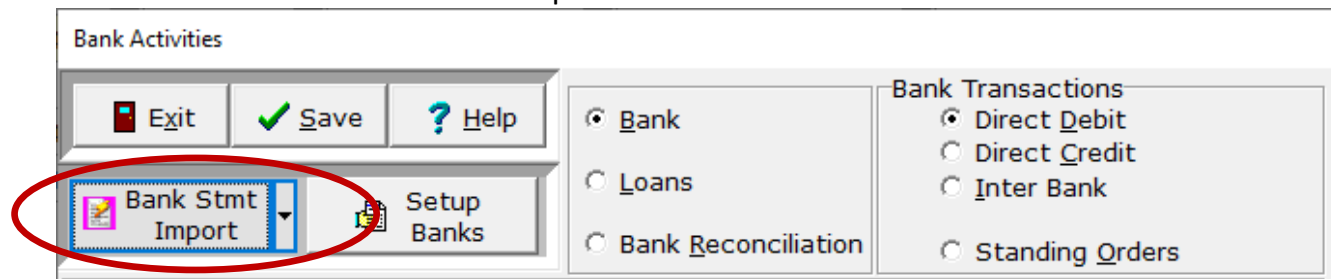 Bank Activities
Exit
Save
Help
Bank Stmt
Import
Setup
Banks
Bank
Loans
Bank Reconciliation
Bank Transactions
Direct Debit
Direct Credit
Inter Bank
Standing Orders